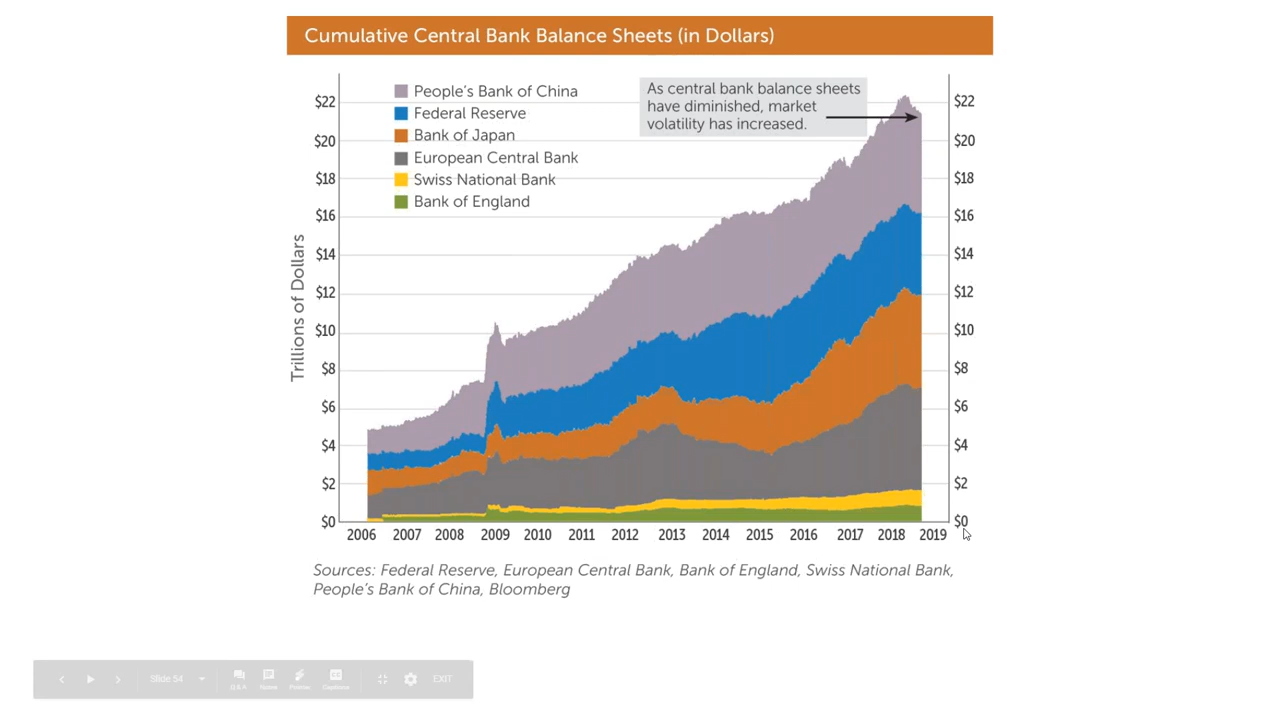 Cumulative Central Bank Balance Sheets (in Dollars)
People's Bank of China
Federal Reserve
Bank of Japan
European Central Bank
Swiss National Bank
Bank of England
As central bank balance sheets
have diminished, market
volatility has increased.
Trillions of Dollars
$22
$20
$18
$16
$14
$12
$10
$8
$6
$4
$2
$0
$22
$20
$18
$16
$14
$12
$10
$8
$6
$4
$2
$0
2006 2007 2008 2009 2010 2011 2012 2013 2014 2015 2016 2017 2018 2019
Sources: Federal Reserve, European Central Bank, Bank of England, Swiss National Bank,
People's Bank of China, Bloomberg
Slide 54
Q&A Notes Pointer Captions
EXIT